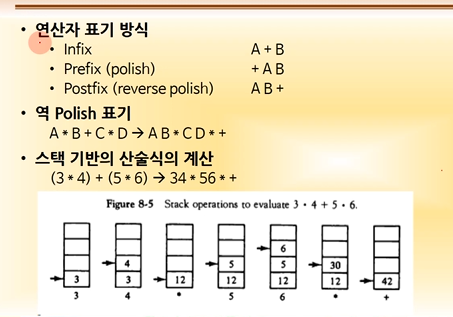 • 연산자 표기 방식
• Infix A + B
• Prefix (polish) + A B
• Postfix (reverse polish) A B +
• 역 Polish 표기
A * B + C * D → A B * C D * +
• 스택 기반의 산술식의 계산
(3 * 4) + (5 * 6) → 34 * 56 * +
Figure 8-5 Stack operations to evaluate 3 · 4 + 5 · 6.
6
4 5 5 30
3 3 12 12 12 12 42
3 4 * 5 6 * +